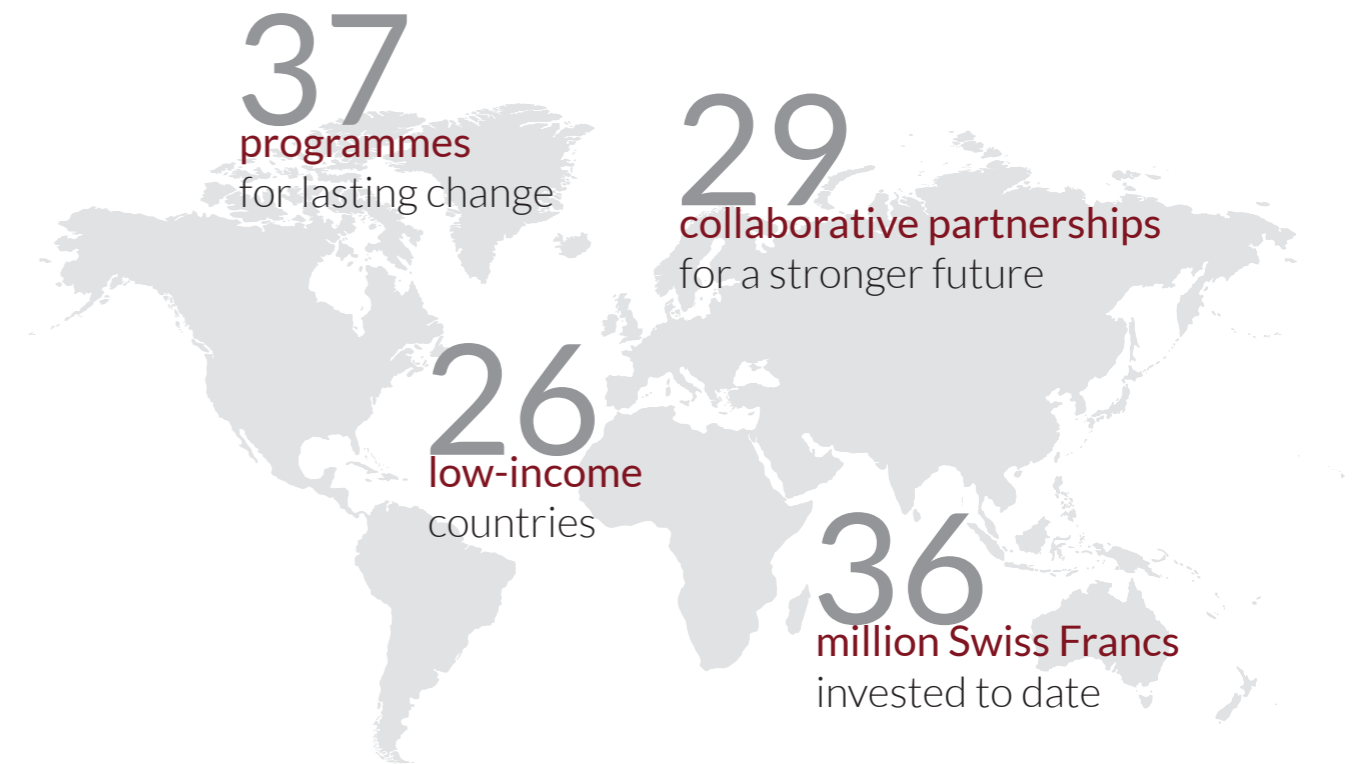 37
programmes
for lasting change
29
collaborative partnerships
for a stronger future
26
low-income
countries
36
million Swiss Francs
invested to date